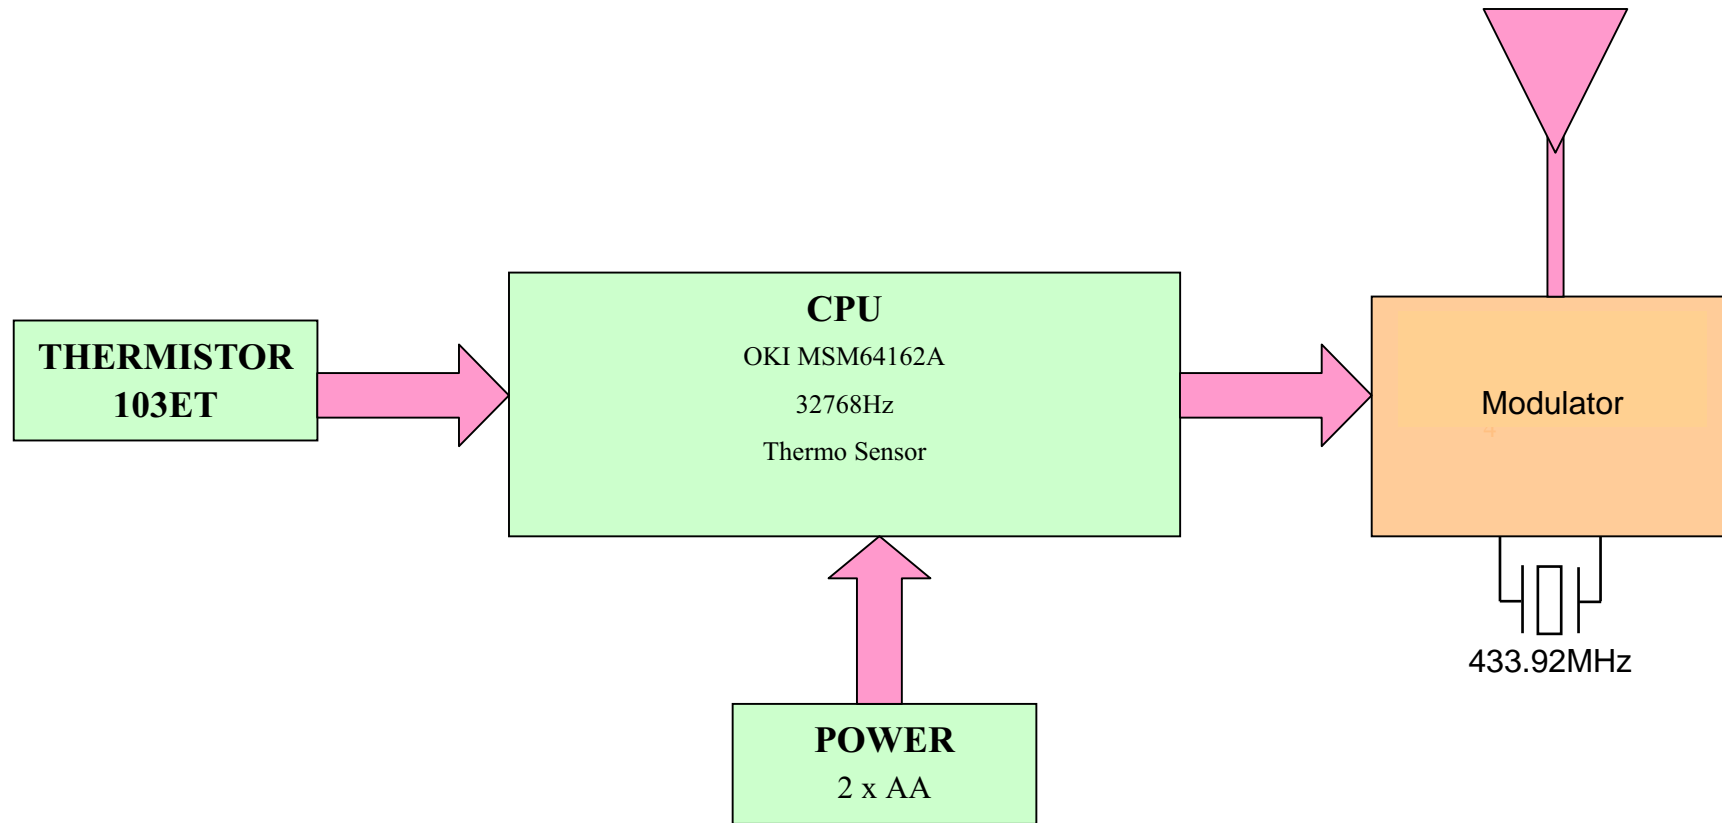 THERMISTOR
103ET
CPU
OKI MSM64162A
32768Hz
Thermo Sensor
Modulator
433.92MHz
POWER
2 x AA